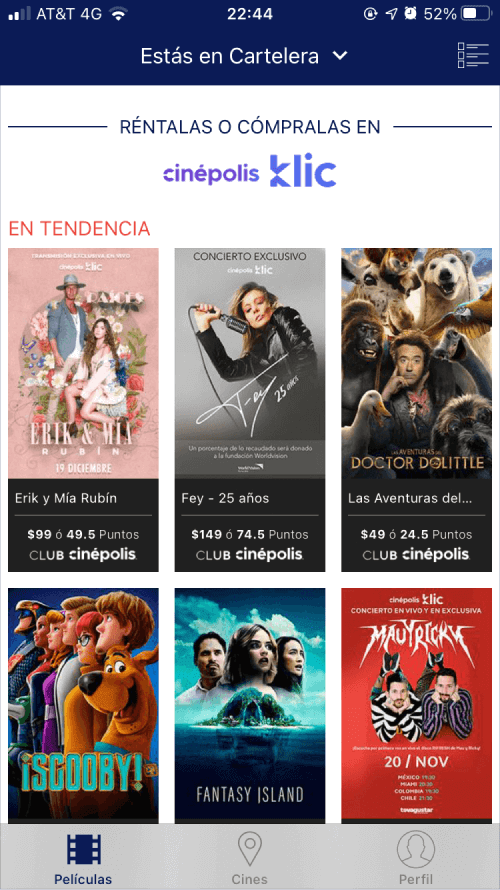 AT&T 4G
22:44
52%
Estás en Cartelera
RÉNTALAS O CÓMPRALAS EN
cinépolis klic
EN TENDENCIA
TRANSMISIÓN EXCLUSIVA EN VIVO
cinépolis klic
RAÍCES
ERIK & MÍA
RUBÍN
19 DICIEMBRE
Erik y Mía Rubín
$99 ó 49.5 Puntos
CLUB cinépolis
CONCIERTO EXCLUSIVO
cinépolis klic
Fey
25 años
Un porcentaje de lo recaudado será donado
a la fundación Worldvision
World Vision
Fey - 25 años
$149 ó 74.5 Puntos
CLUB cinépolis
LAS AVENTURAS DEL
DOCTOR DOLITTLE
Las Aventuras del...
$49 ó 24.5 Puntos
CLUB cinépolis
¡SCOOBY!
FANTASY ISLAND
cinépolis klic
CONCIERTO EN VIVO Y EN EXCLUSIVA
MAUYRICKY
20 / NOV
MÉXICO 19:30
MIAMI 20:30
COLOMBIA 19:30
CHILE 21:30
Películas
Cines
Perfil